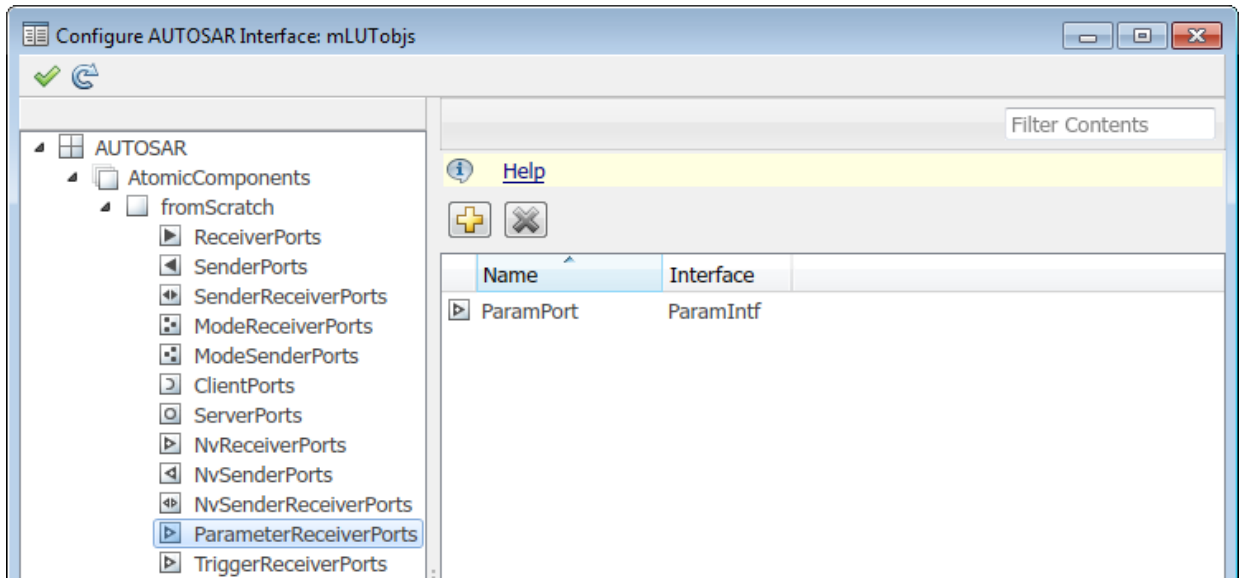 Configure AUTOSAR Interface: mLUTobjs
Filter Contents
AUTOSAR
AtomicComponents
fromScratch
ReceiverPorts
SenderPorts
SenderReceiverPorts
ModeReceiverPorts
ModeSenderPorts
ClientPorts
ServerPorts
NvReceiverPorts
NvSenderPorts
NvSenderReceiverPorts
ParameterReceiverPorts
TriggerReceiverPorts
Help
Name Interface
ParamPort ParamIntf